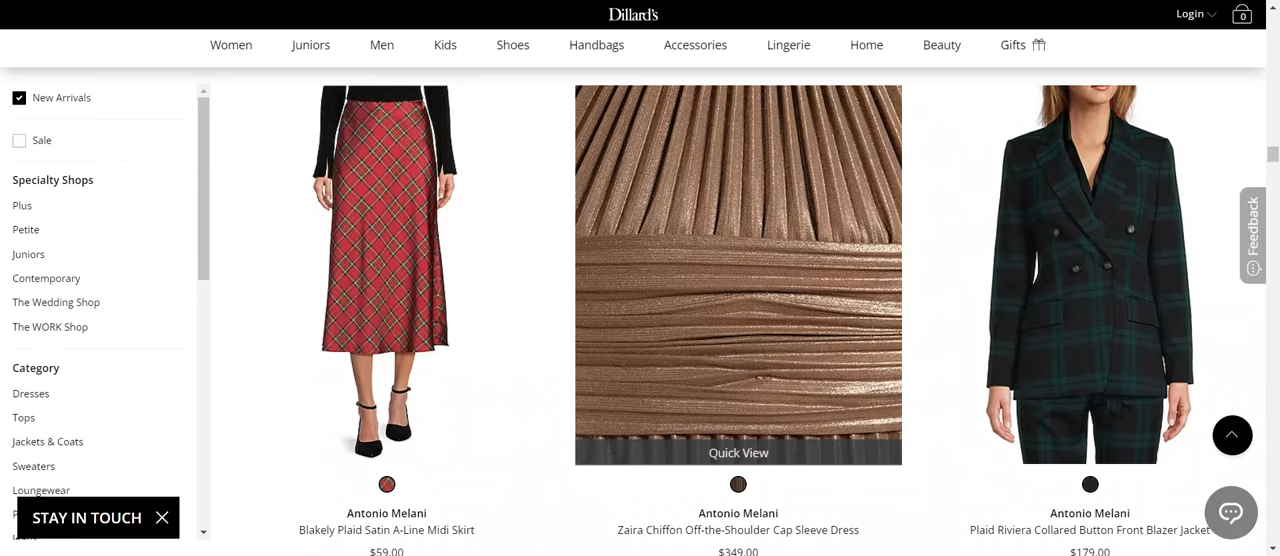 Dillard's
Login
0
Women Juniors Men Kids Shoes Handbags Accessories Lingerie Home Beauty Gifts
New Arrivals
Sale
Specialty Shops
Plus
Petite
Juniors
Contemporary
The Wedding Shop
The WORK Shop
Category
Dresses
Tops
Jackets & Coats
Sweaters
Loungewear
STAY IN TOUCH
Quick View
Antonio Melani
Blakely Plaid Satin A-Line Midi Skirt
$59.00
Antonio Melani
Zaira Chiffon Off-the-Shoulder Cap Sleeve Dress
$349.00
Antonio Melani
Plaid Riviera Collared Button Front Blazer Jacket
$179.00
Feedback